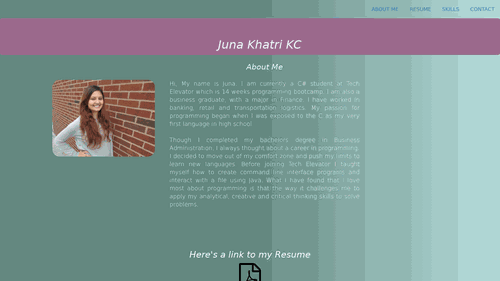 ABOUT ME RESUME SKILLS CONTACT
Juna Khatri KC
About Me
Hi, My name is Juna. I am currently a C# student at Tech
Elevator which is 14 weeks programming bootcamp. I am also a
business graduate, with a major in Finance. I have worked in
banking, retail and transportation logistics. My passion for
programming began when I was exposed to the C as my very
first language in high school.
Though I completed my bachelors degree in Business
Administration, I always thought about a career in programming.
I decided to move out of my comfort zone and push my limits to
learn new languages. Before joining Tech Elevator I taught
myself how to create command line interface programs and
interact with a file using Java. What I have found that I love
most about programming is that the way it challenges me to
apply my analytical, creative and critical thinking skills to solve
problems.
Here's a link to my Resume